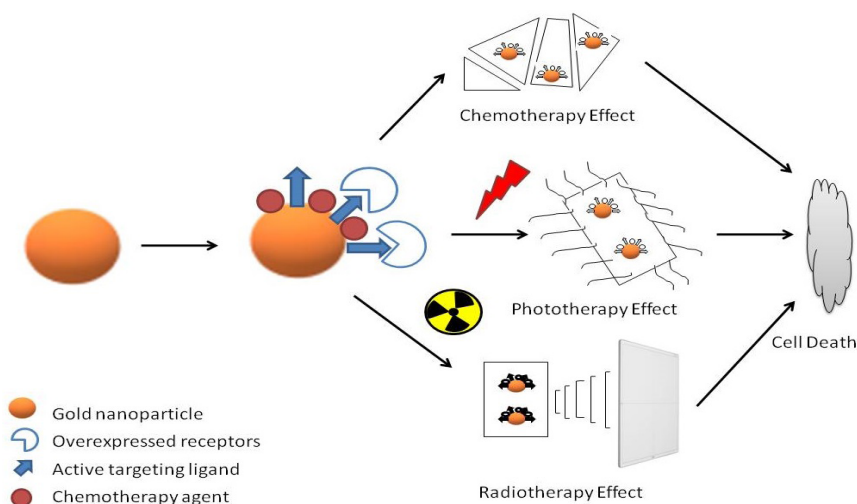 Chemotherapy Effect
Phototherapy Effect
Cell Death
Gold nanoparticle
Overexpressed receptors
Active targeting ligand
Chemotherapy agent
Radiotherapy Effect